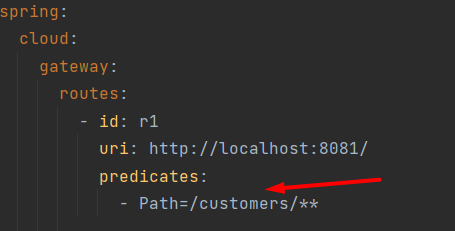 spring:
  cloud:
    gateway:
      routes:
        - id: r1
          uri: http://localhost:8081/
          predicates:
            - Path=/customers/**